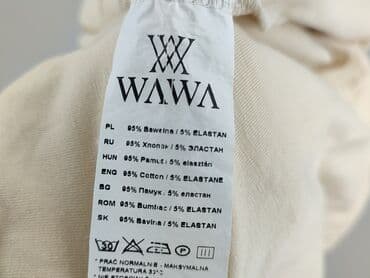 WAWA
PL 95% Bawełna / 5% ELASTAN
RU 95% Хлопок / 5% ЭЛАСТАН
HUN 95% Pamut / 5% elasztén
ENG 95% Cotton / 5% ELASTANE
BG 95% Памук / 5% еластан
ROM 95% Bumbac / 5% ELASTAN
SK 95% Bavlna / 5% ELASTAN
30 P
* PRAĆ NORMALNIE - MAKSYMALNA
TEMPERATURA 30°C